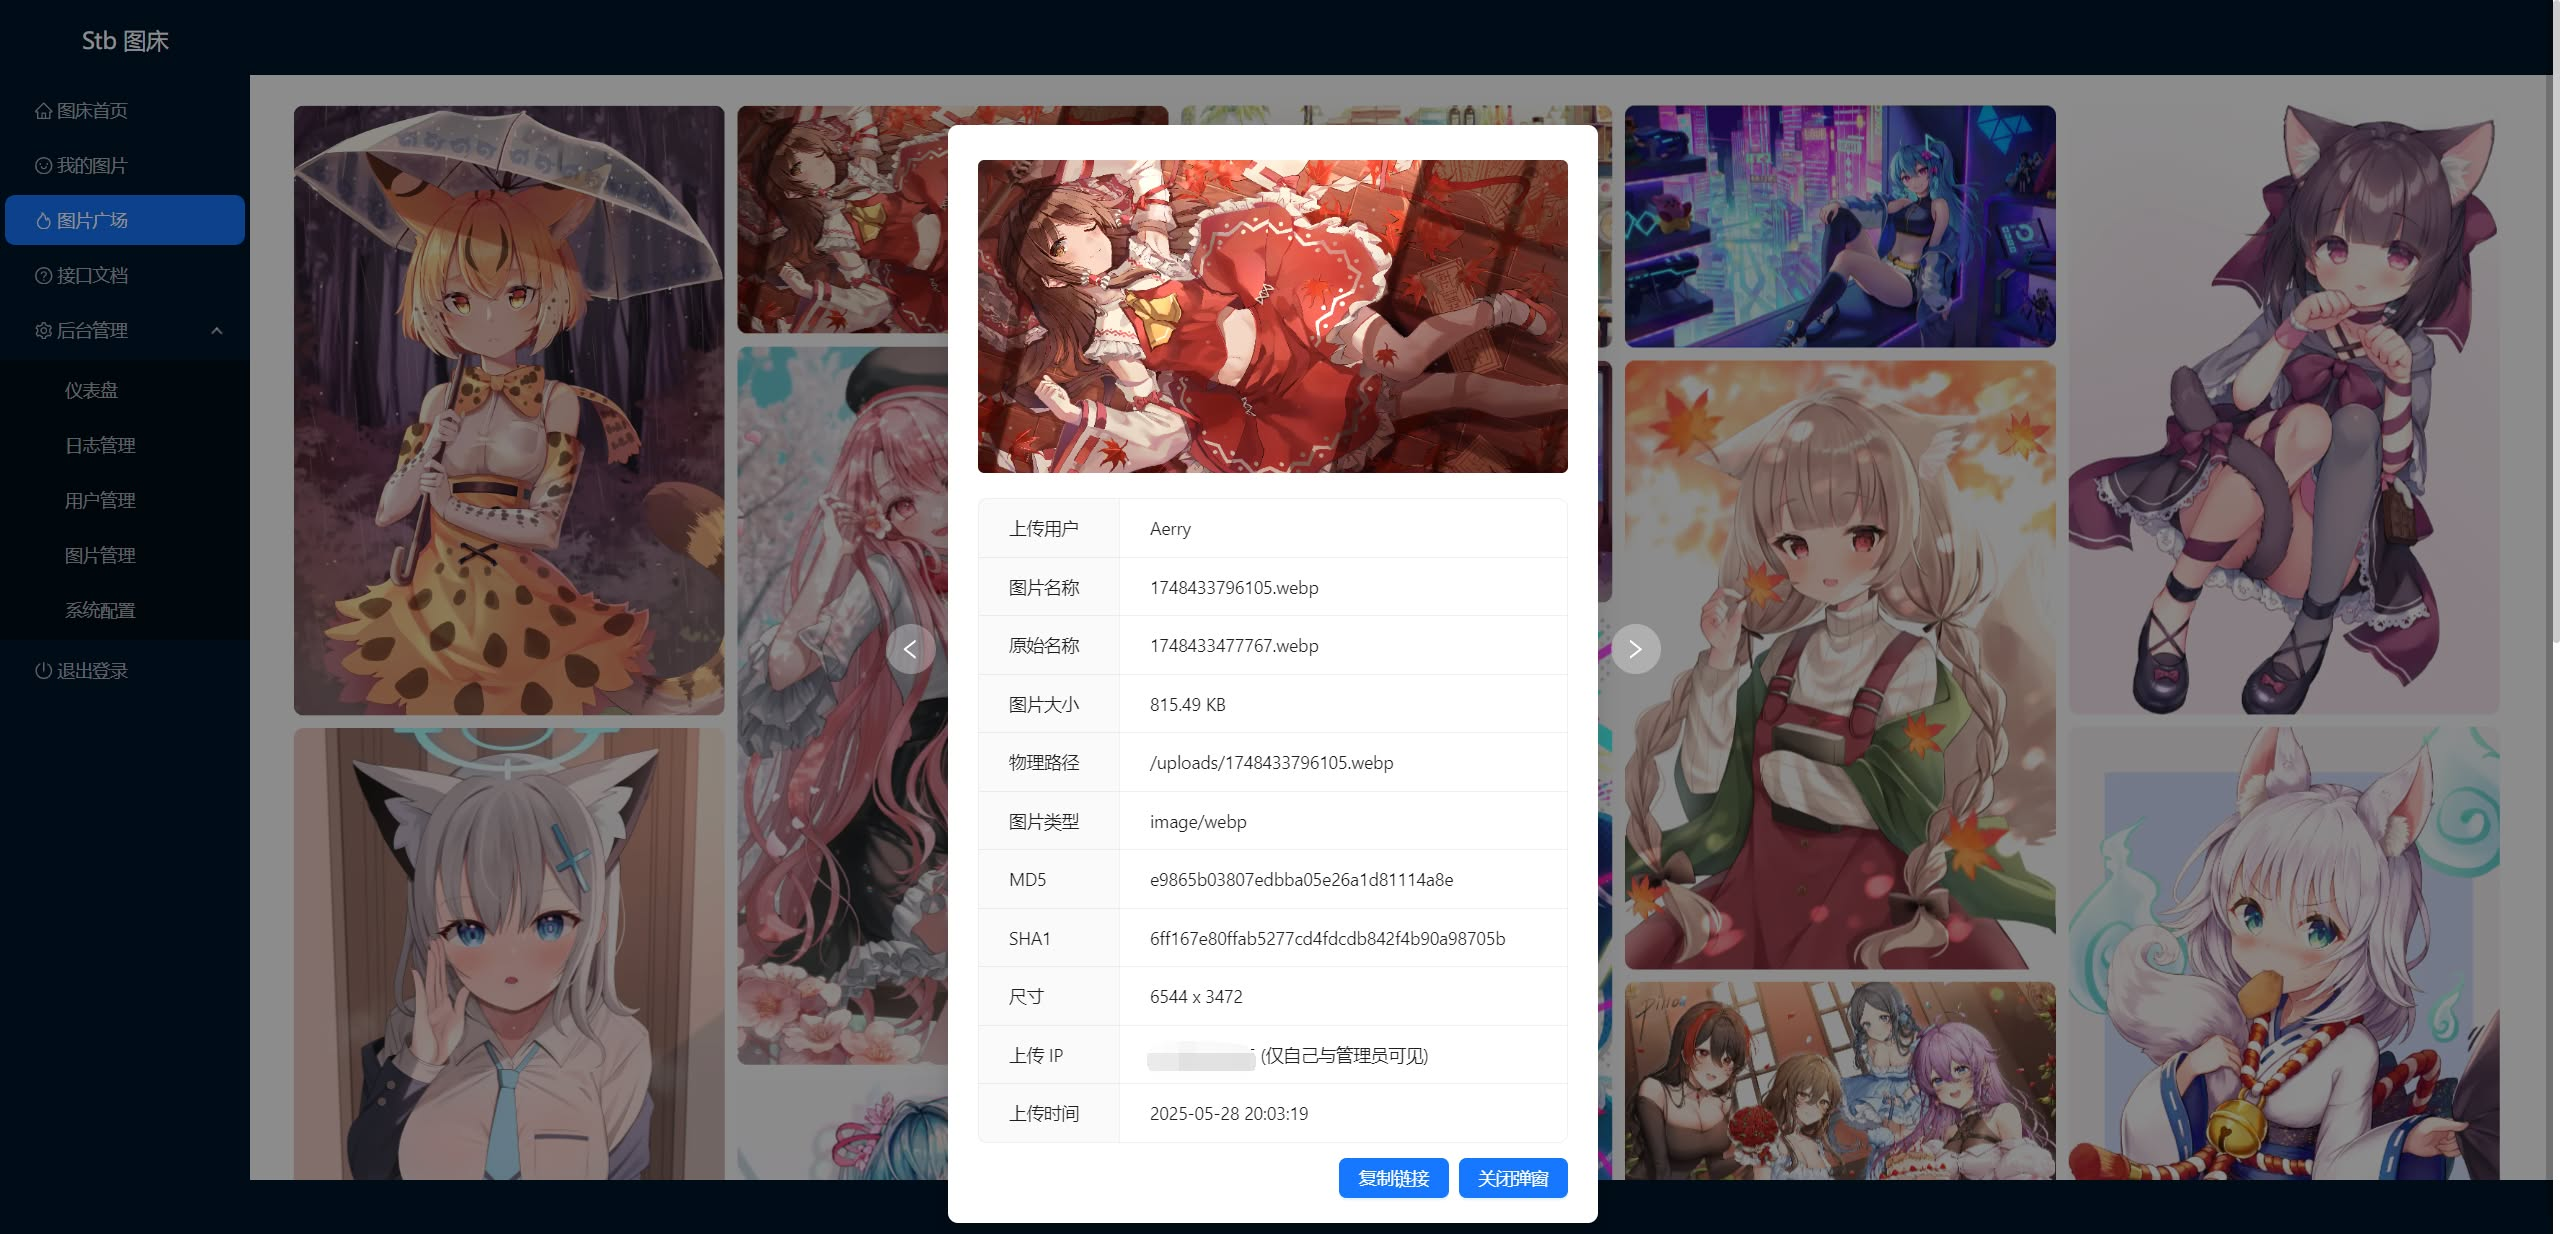 Stb 图床
图床首页
我的图片
图片广场
接口文档
后台管理
仪表盘
日志管理
用户管理
图片管理
系统配置
退出登录
上传用户 Aerry
图片名称 1748433796105.webp
原始名称 1748433477767.webp
图片大小 815.49 KB
物理路径 /uploads/1748433796105.webp
图片类型 image/webp
MD5 e9865b03807edbba05e26a1d81114a8e
SHA1 6ff167e80ffab5277cd4fdcdb842f4b90a98705b
尺寸 6544 x 3472
上传 IP (仅自己与管理员可见)
上传时间 2025-05-28 20:03:19
复制链接 关闭弹窗